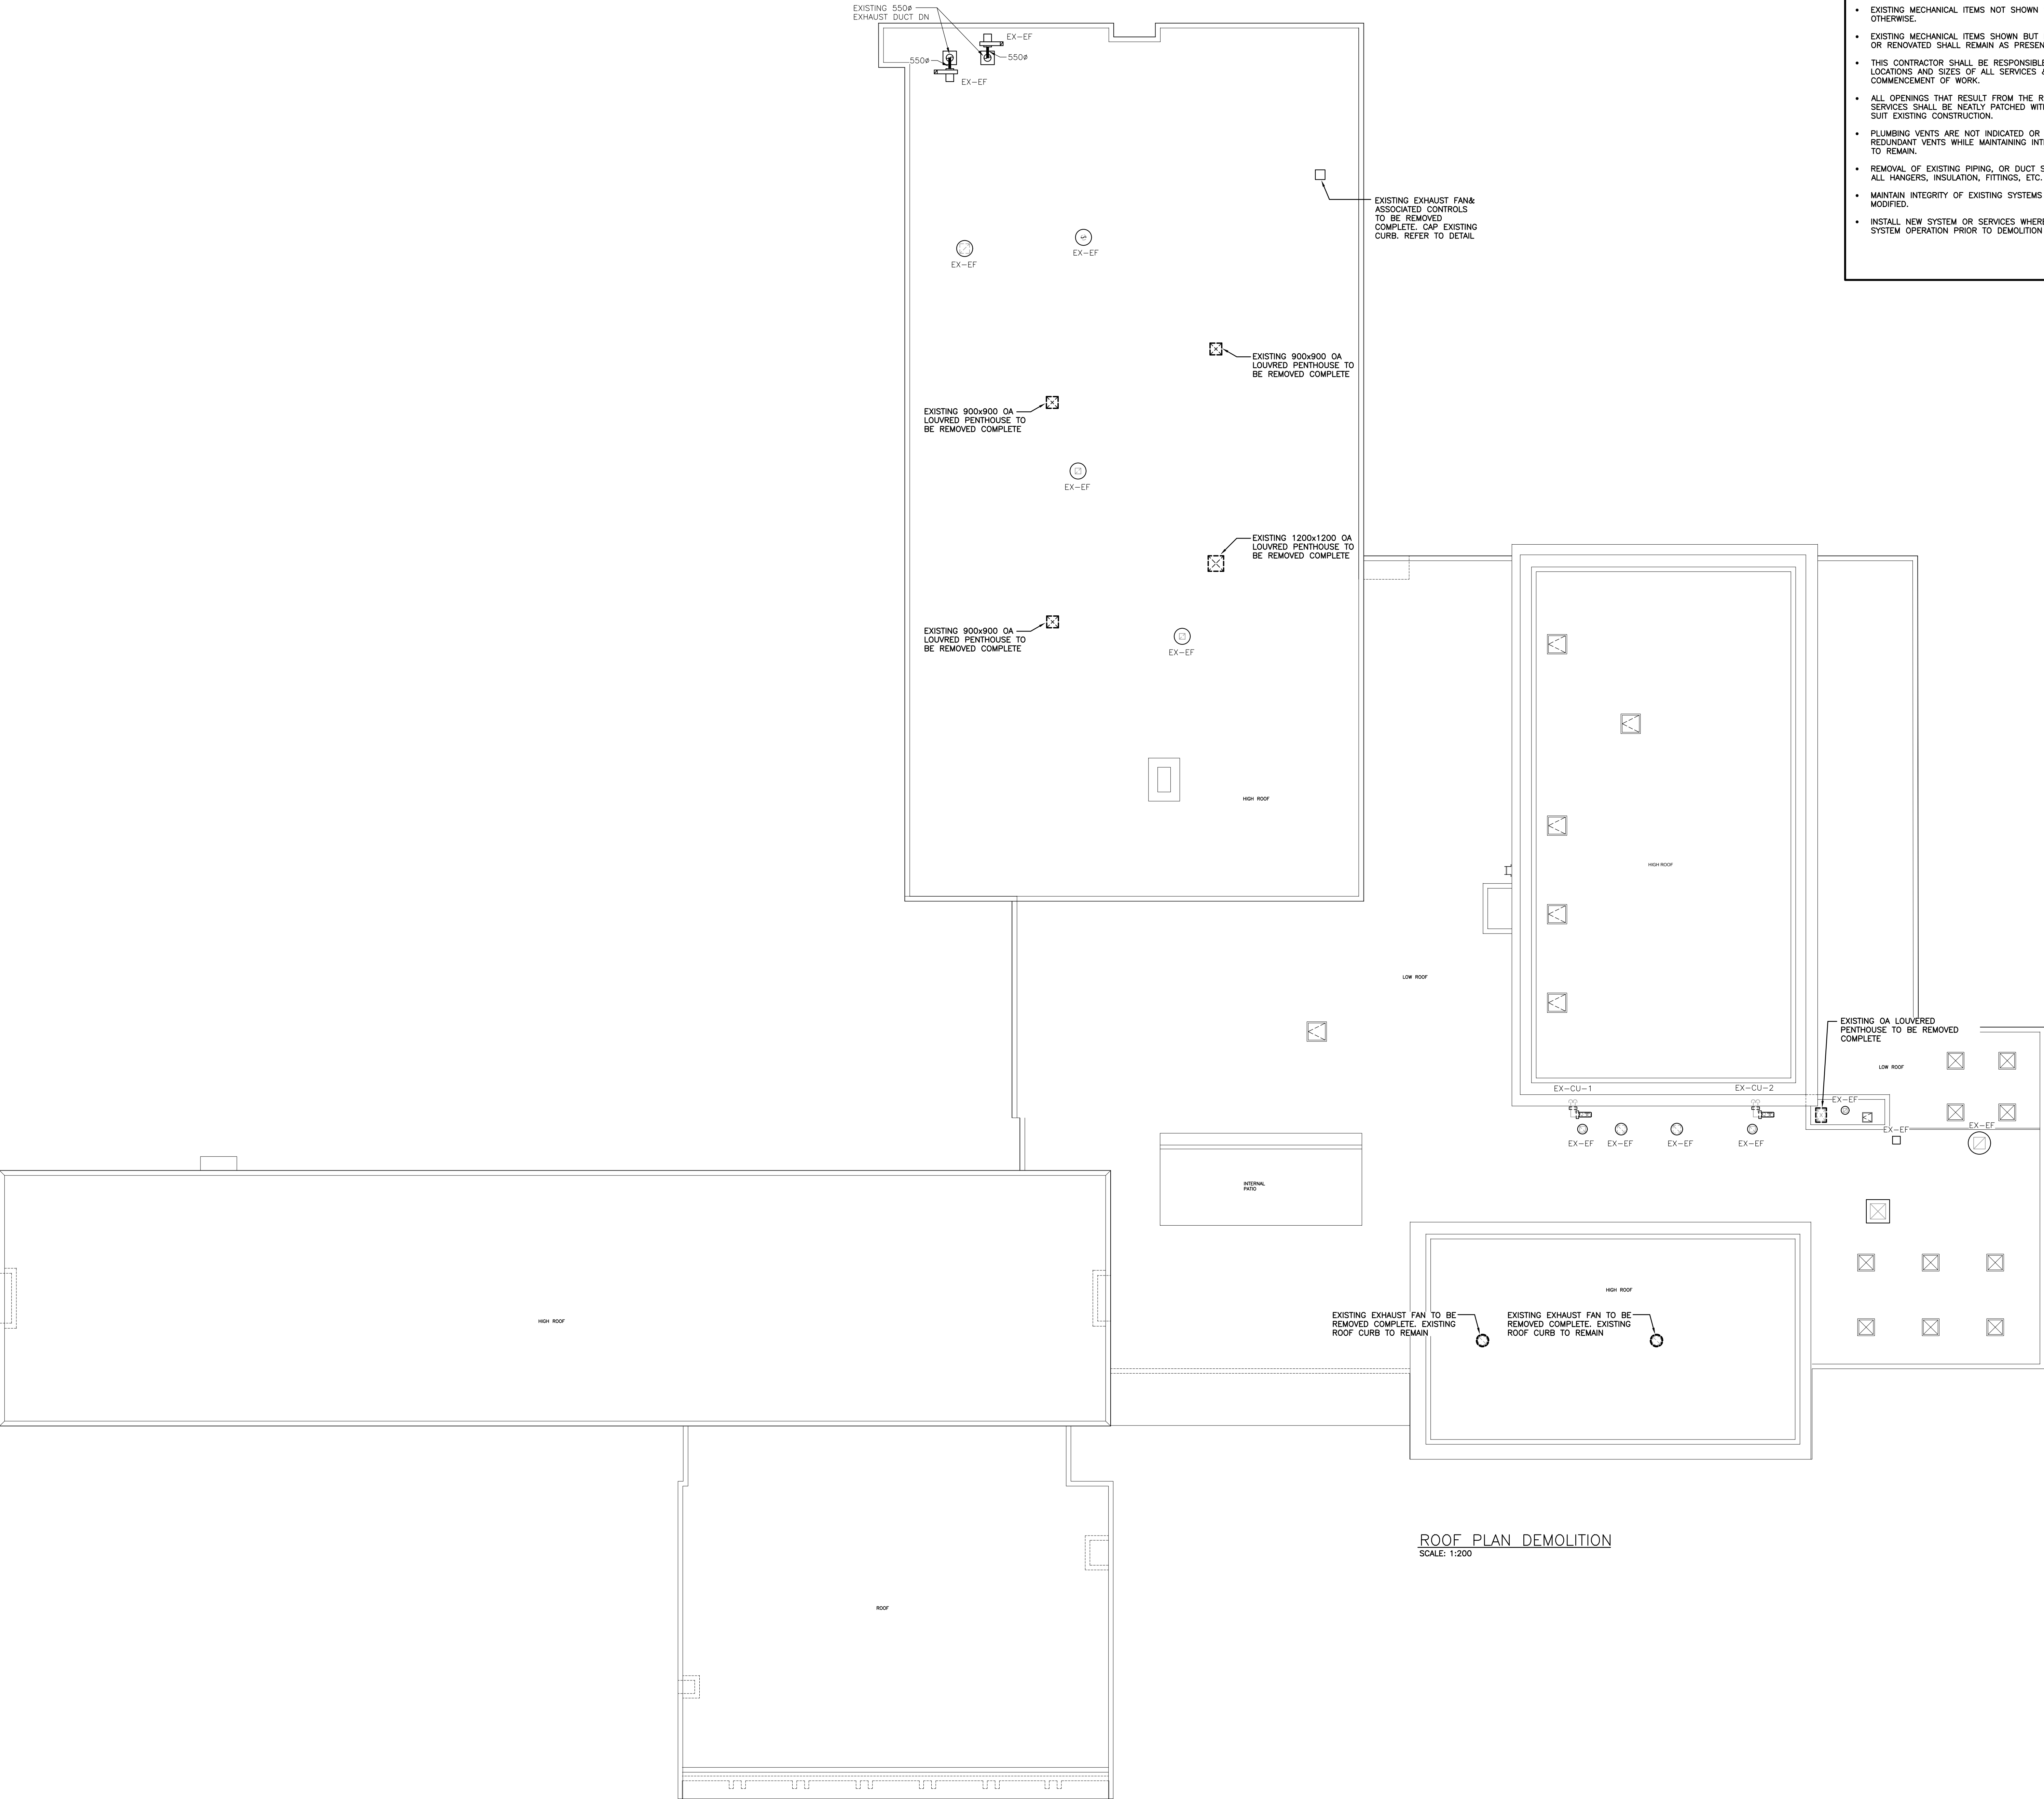 EXISTING 550ø
EXHAUST DUCT DN
EX-EF
550ø
550ø
EX-EF
• EXISTING MECHANICAL ITEMS NOT SHOWN
OTHERWISE.
• EXISTING MECHANICAL ITEMS SHOWN BUT
OR RENOVATED SHALL REMAIN AS
• THIS CONTRACTOR SHALL BE
LOCATIONS AND SIZES OF ALL SERVICES
COMMENCEMENT OF WORK.
• ALL OPENINGS THAT RESULT FROM THE
SERVICES SHALL BE NEATLY PATCHED
SUIT EXISTING CONSTRUCTION.
• PLUMBING VENTS ARE NOT INDICATED OR
REDUNDANT VENTS WHILE MAINTAINING
TO REMAIN.
• REMOVAL OF EXISTING PIPING, OR DUCT
ALL HANGERS, INSULATION, FITTINGS, ETC.
• MAINTAIN INTEGRITY OF EXISTING SYSTEMS
MODIFIED.
• INSTALL NEW SYSTEM OR SERVICES
SYSTEM OPERATION PRIOR TO DEMOLITION
EXISTING EXHAUST FAN&
ASSOCIATED CONTROLS
TO BE REMOVED
COMPLETE. CAP EXISTING
CURB. REFER TO DETAIL
EX-EF
EX-EF
EXISTING 900x900 OA
LOUVRED PENTHOUSE TO
BE REMOVED COMPLETE
EXISTING 900x900 OA
LOUVRED PENTHOUSE TO
BE REMOVED COMPLETE
EX-EF
EXISTING 1200x1200 OA
LOUVRED PENTHOUSE TO
BE REMOVED COMPLETE
EXISTING 900x900 OA
LOUVRED PENTHOUSE TO
BE REMOVED COMPLETE
EX-EF
HIGH ROOF
HIGH ROOF
LOW ROOF
EXISTING OA LOUVERED
PENTHOUSE TO BE REMOVED
COMPLETE
LOW ROOF
EX-CU-1
EX-CU-2
EX-EF
EX-EF
EX-EF
EX-EF
EX-EF
EX-EF
EX-EF
INTERNAL
PATIO
HIGH ROOF
EXISTING EXHAUST FAN TO BE
REMOVED COMPLETE. EXISTING
ROOF CURB TO REMAIN
EXISTING EXHAUST FAN TO BE
REMOVED COMPLETE. EXISTING
ROOF CURB TO REMAIN
HIGH ROOF
ROOF PLAN DEMOLITION
SCALE: 1:200
ROOF